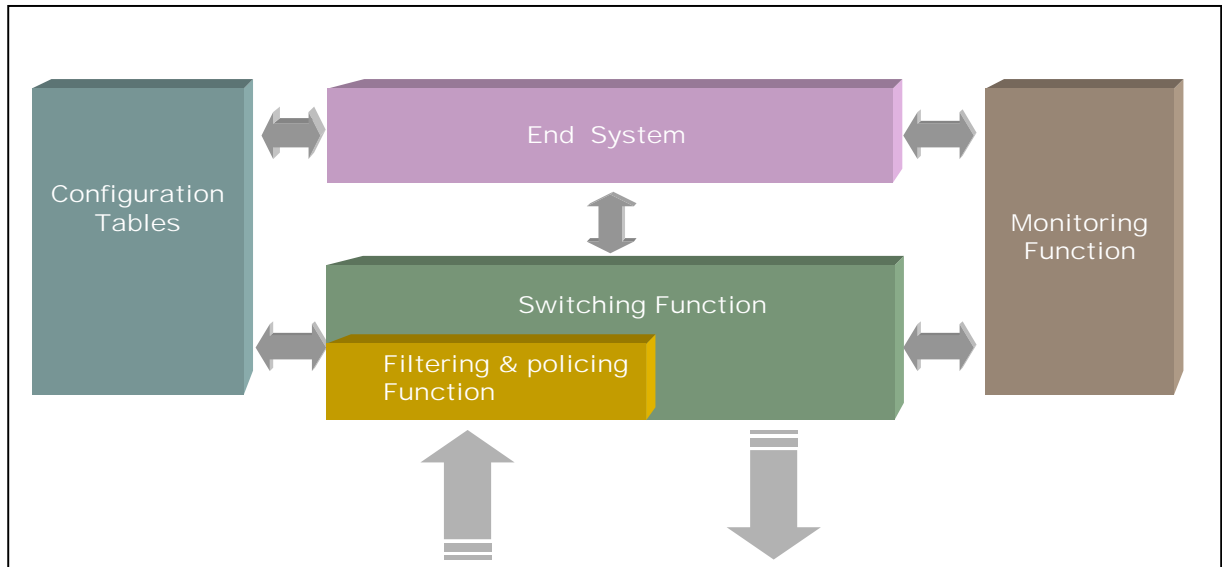 End System
Configuration
Tables
Monitoring
Function
Switching Function
Filtering & policing
Function